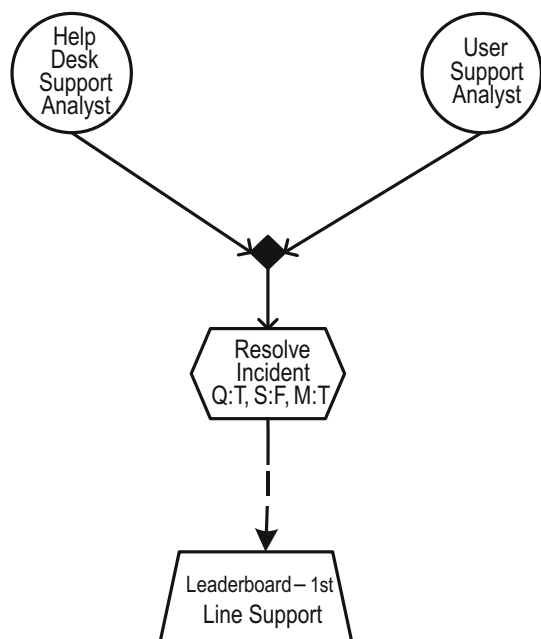 Help
Desk
Support
Analyst
User
Support
Analyst
Resolve
Incident
Q:T, S:F, M:T
Leaderboard – 1st
Line Support